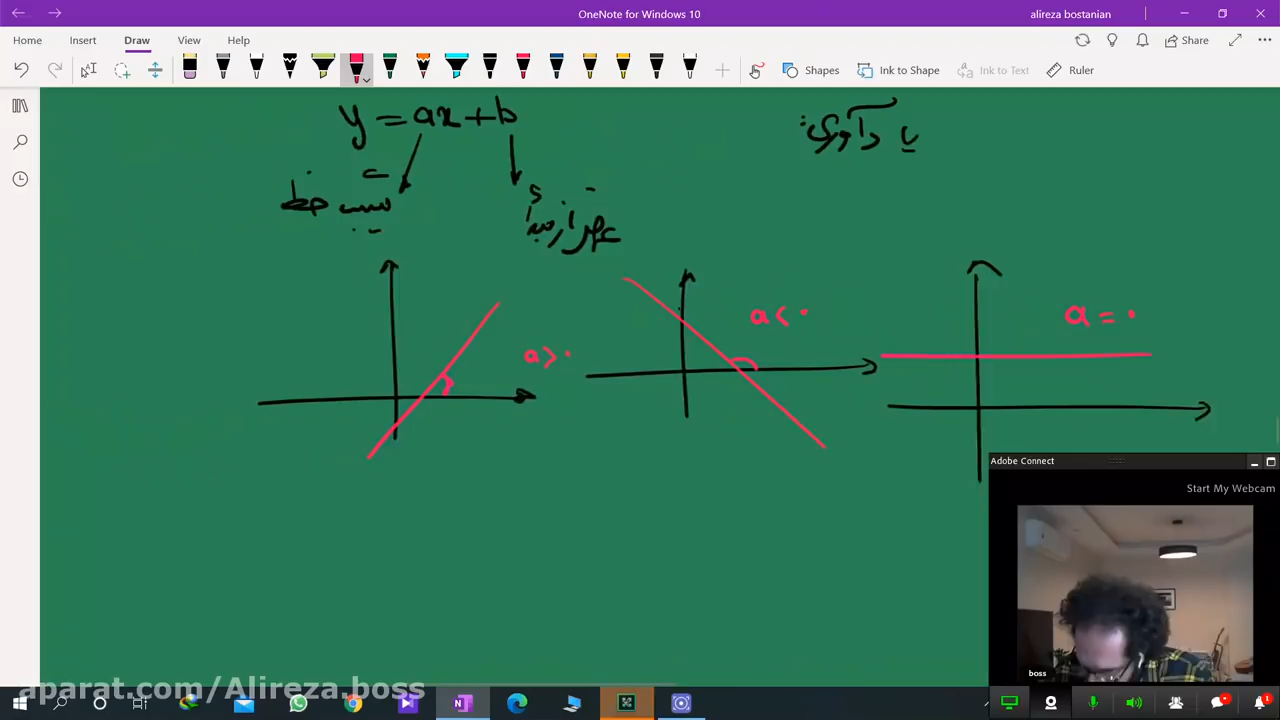 OneNote for Windows 10
alireza bostanian
Home Insert Draw View Help
Share
Shapes
Ink to Shape
Ink to Text
Ruler
یادآوری:
y = ax + b
شیب خط
عرض از مبدأ
a > ۰
a < ۰
a = ۰
Adobe Connect
Start My Webcam
boss
aparat.com/Alireza.boss